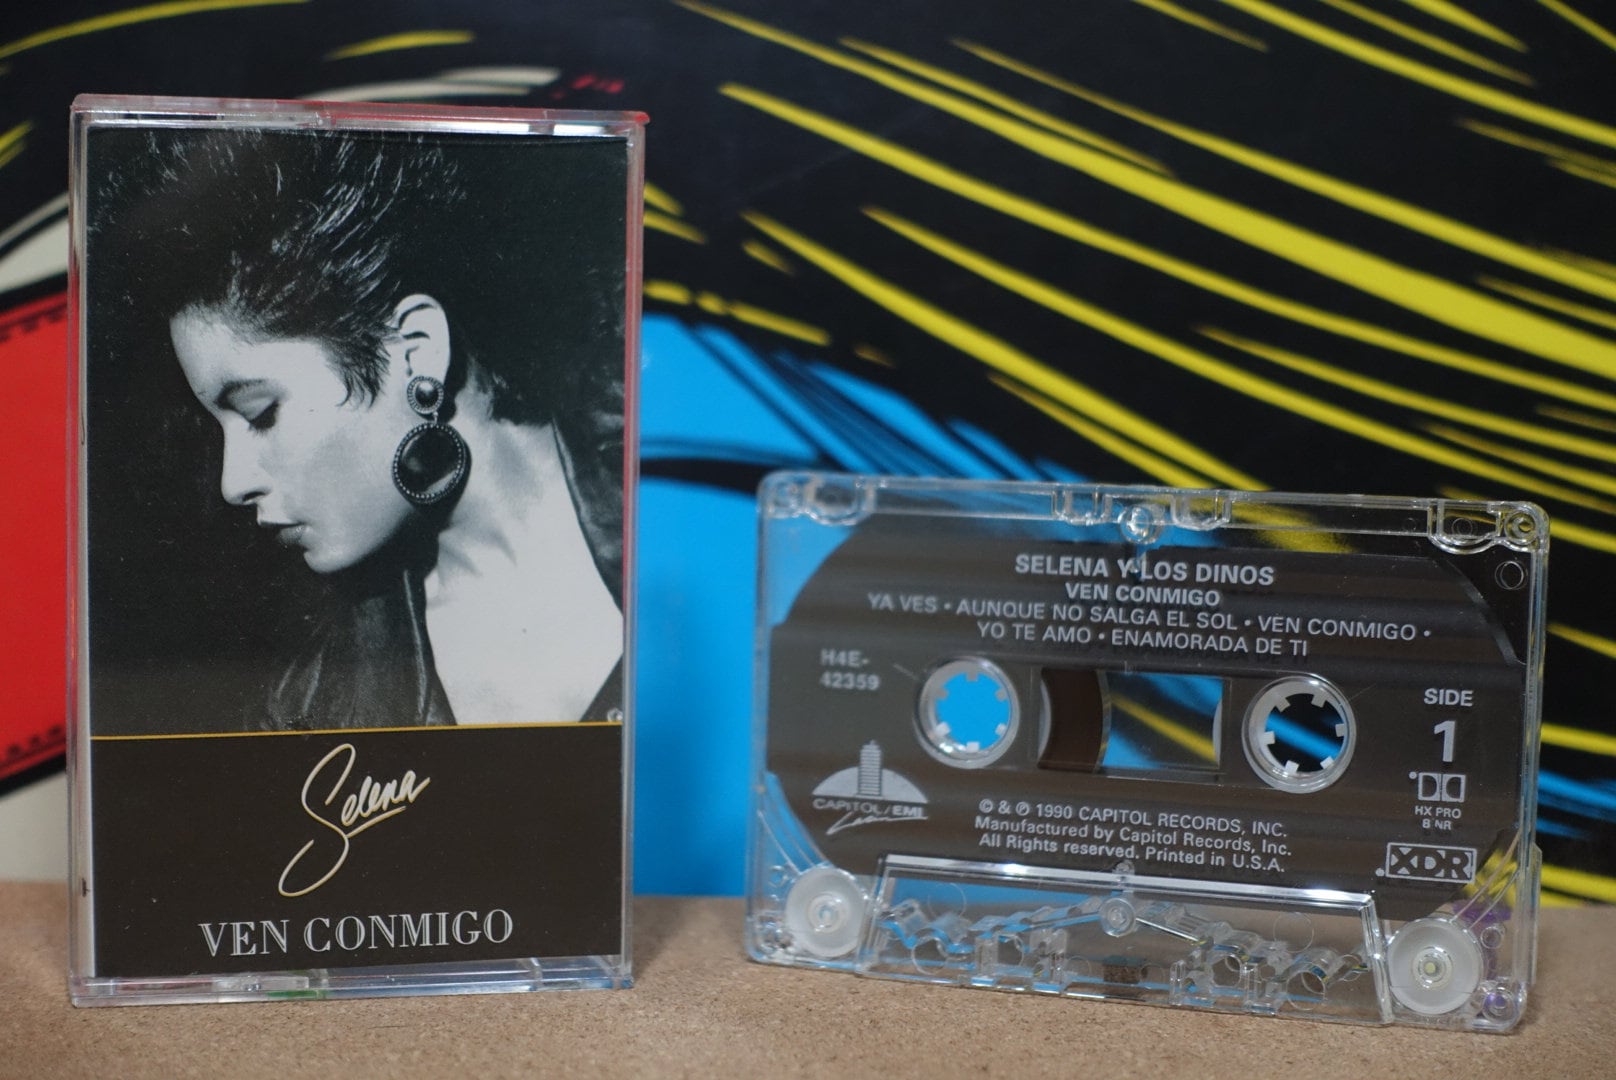 Selena
VEN CONMIGO
SELENA Y LOS DINOS
VEN CONMIGO
YA VES • AUNQUE NO SALGA EL SOL • VEN CONMIGO •
YO TE AMO • ENAMORADA DE TI
H4E-
42359
SIDE
1
HX PRO
B NR
CAPITOL/EMI
Latin
© & ℗ 1990 CAPITOL RECORDS, INC.
Manufactured by Capitol Records, Inc.
All Rights reserved. Printed in U.S.A.
XDR